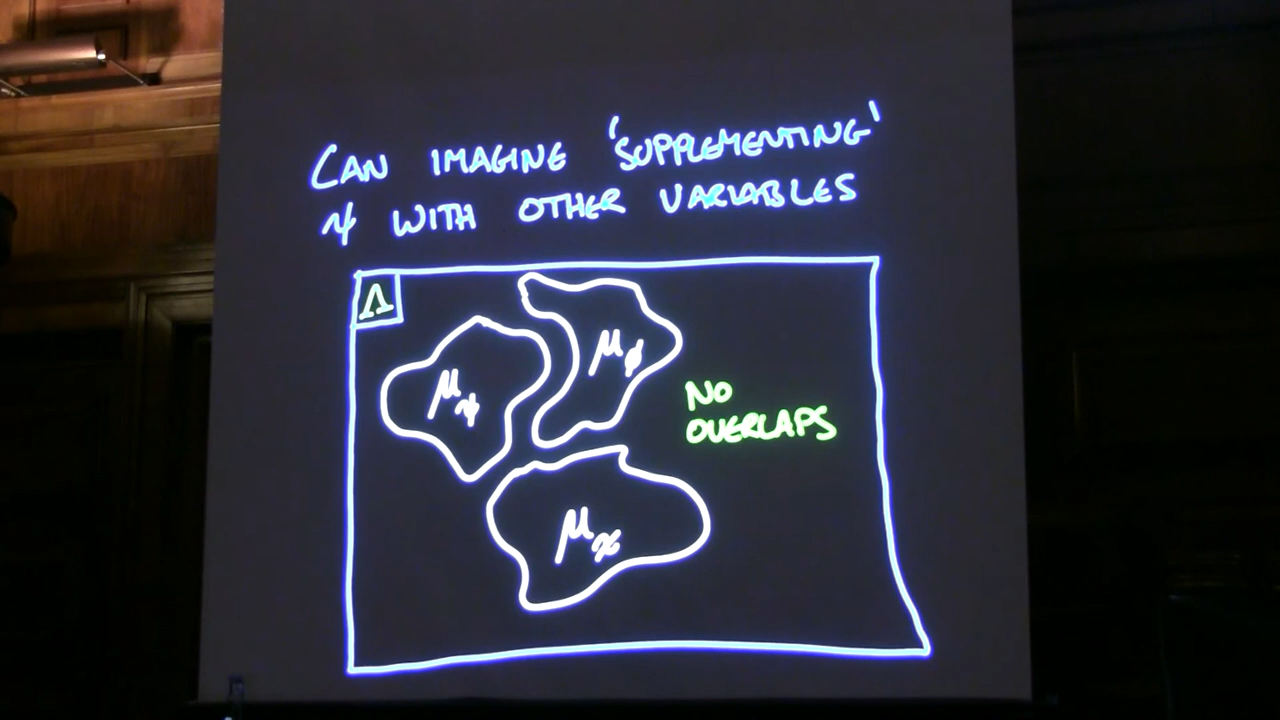 CAN IMAGINE 'SUPPLEMENTING'
ψ WITH OTHER VARIABLES
Λ
μψ
μϕ
NO
OVERLAPS
μχ